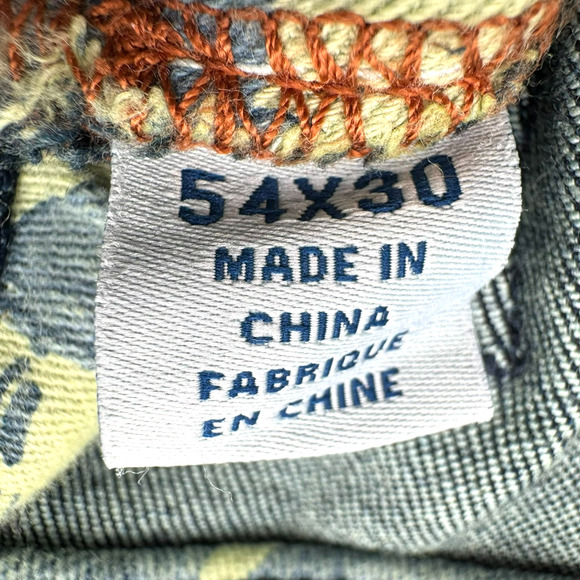 54X30
MADE IN
CHINA
FABRIQUE
EN CHINE